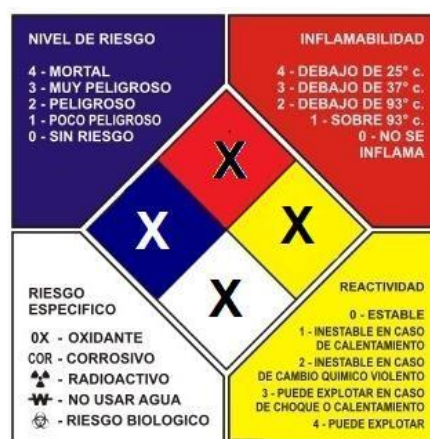 NIVEL DE RIESGO
4 - MORTAL
3 - MUY PELIGROSO
2 - PELIGROSO
1 - POCO PELIGROSO
0 - SIN RIESGO
INFLAMABILIDAD
4 - DEBAJO DE 25° c.
3 - DEBAJO DE 37° c.
2 - DEBAJO DE 93° c.
1 - SOBRE 93° c.
0 - NO SE
INFLAMA
X
X
X
X
RIESGO
ESPECIFICO
0X - OXIDANTE
COR - CORROSIVO
- RADIOACTIVO
W - NO USAR AGUA
- RIESGO BIOLOGICO
REACTIVIDAD
0 - ESTABLE
1 - INESTABLE EN CASO
DE CALENTAMIENTO
2 - INESTABLE EN CASO
DE CAMBIO QUIMICO VIOLENTO
3 - PUEDE EXPLOTAR EN CASO
DE CHOQUE O CALENTAMIENTO
4 - PUEDE EXPLOTAR